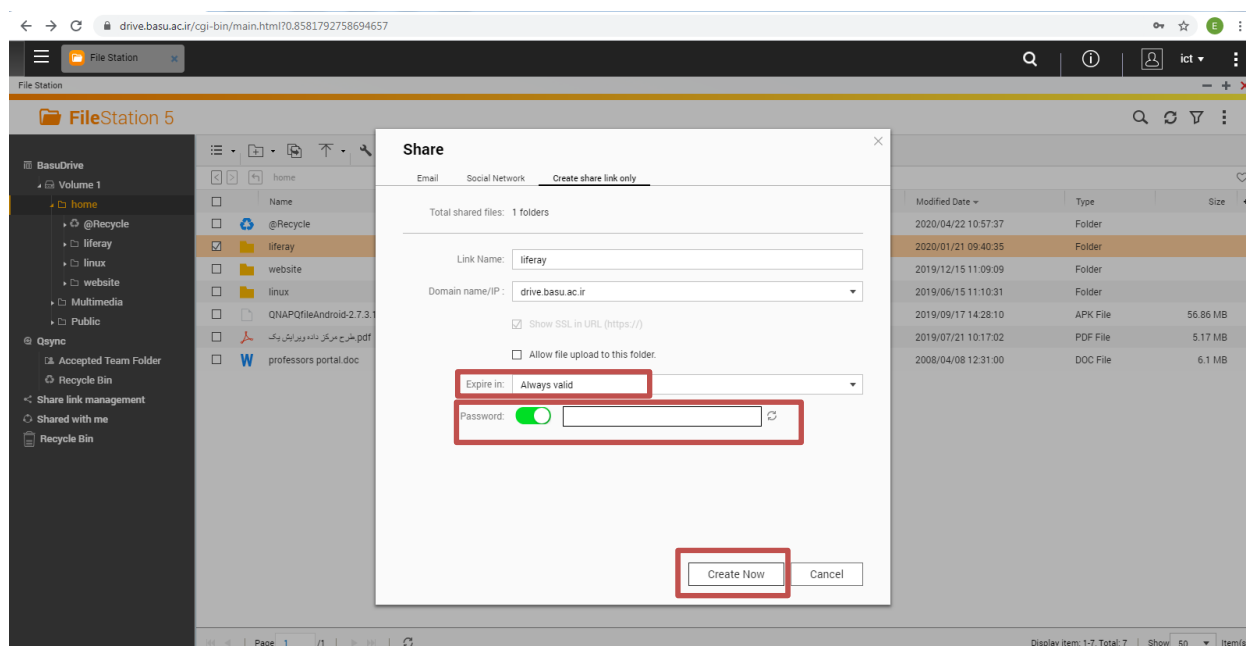 drive.basu.ac.ir/cgi-bin/main.html?0.8581792758694657
E
File Station
ict
File Station
FileStation 5
BasuDrive
Volume 1
home
@Recycle
liferay
linux
website
Multimedia
Public
Qsync
Accepted Team Folder
Recycle Bin
Share link management
Shared with me
Recycle Bin
home
Name Modified Date Type Size
@Recycle 2020/04/22 10:57:37 Folder
liferay 2020/01/21 09:40:35 Folder
website 2019/12/15 11:09:09 Folder
linux 2019/06/15 11:10:31 Folder
QNAPQfileAndroid-2.7.3.1 2019/09/17 14:28:10 APK File 56.86 MB
طرح مرکز داده ویرایش یک.pdf 2019/07/21 10:17:02 PDF File 5.17 MB
W professors portal.doc 2008/04/08 12:31:00 DOC File 6.1 MB
Share
Email Social Network Create share link only
Total shared files: 1 folders
Link Name: liferay
Domain name/IP : drive.basu.ac.ir
Show SSL in URL (https://)
Allow file upload to this folder.
Expire in: Always valid
Password:
Create Now Cancel
Page 1 /1 Display item: 1-7, Total: 7 Show 50 Item(s